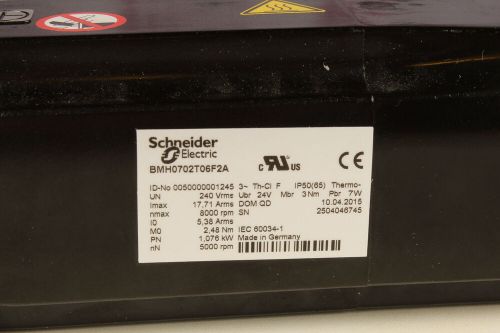 Schneider
Electric
BMH0702T06F2A
c UR US
CE
ID-No 0050000001245 3~ Th-Cl F IP50(65) Thermo-
UN 240 Vrms Ubr 24V Mbr 3Nm Pbr 7W
Imax 17,71 Arms DOM QD 10.04.2015
nmax 8000 rpm SN 2504046745
I0 5,38 Arms
M0 2,48 Nm IEC 60034-1
PN 1,076 kW Made in Germany
nN 5000 rpm